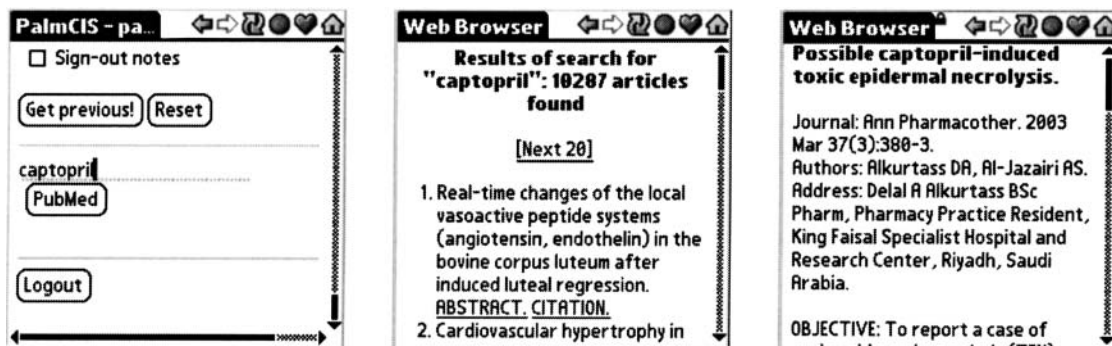 PalmCIS - pa...
Sign-out notes
Get previous! Reset
captopril
PubMed
Logout
Web Browser
Results of search for
"captopril": 10287 articles
found
[Next 20]
1. Real-time changes of the local
vasoactive peptide systems
(angiotensin, endothelin) in the
bovine corpus luteum after
induced luteal regression.
ABSTRACT. CITATION.
2. Cardiovascular hypertrophy in
Web Browser
Possible captopril-induced
toxic epidermal necrolysis.
Journal: Ann Pharmacother. 2003
Mar 37(3):380-3.
Authors: Alkurtass DA, Al-Jazairi AS.
Address: Delal A Alkurtass BSc
Pharm, Pharmacy Practice Resident,
King Faisal Specialist Hospital and
Research Center, Riyadh, Saudi
Arabia.
OBJECTIVE: To report a case of